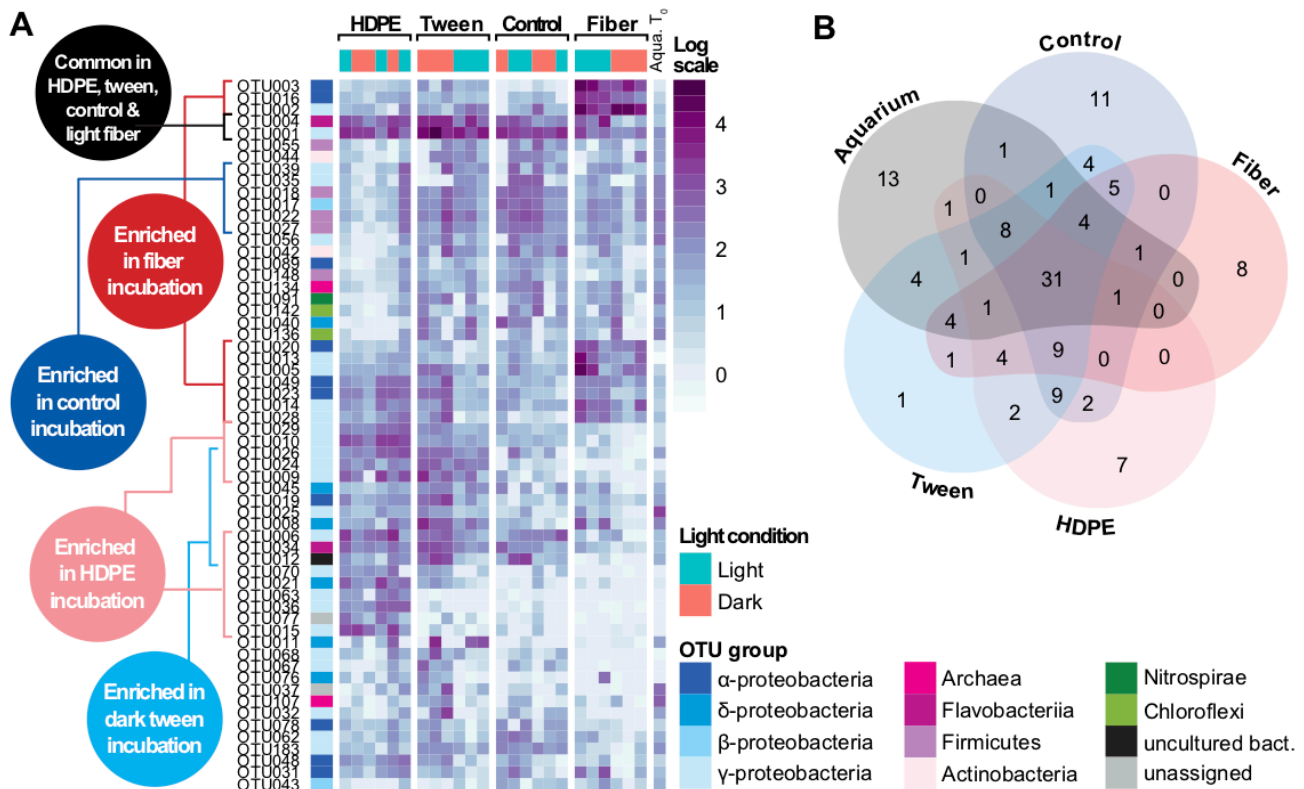 A
HDPE
Tween
Control
Fiber
Aqua. T0
Log
scale
4
3
2
1
0
Common in
HDPE, tween,
control &
light fiber
Enriched
in fiber
incubation
Enriched
in control
incubation
Enriched
in HDPE
incubation
Enriched in
dark tween
incubation
OTU003
OTU016
OTU002
OTU004
OTU001
OTU055
OTU044
OTU039
OTU035
OTU018
OTU017
OTU022
OTU027
OTU056
OTU042
OTU089
OTU148
OTU134
OTU091
OTU142
OTU040
OTU136
OTU020
OTU013
OTU005
OTU049
OTU023
OTU014
OTU028
OTU010
OTU026
OTU024
OTU009
OTU045
OTU019
OTU025
OTU008
OTU006
OTU034
OTU012
OTU070
OTU021
OTU063
OTU036
OTU077
OTU015
OTU011
OTU068
OTU067
OTU076
OTU037
OTU107
OTU032
OTU078
OTU062
OTU183
OTU048
OTU031
OTU043
Light condition
Light
Dark
OTU group
α-proteobacteria
δ-proteobacteria
β-proteobacteria
γ-proteobacteria
Archaea
Flavobacteriia
Firmicutes
Actinobacteria
Nitrospirae
Chloroflexi
uncultured bact.
unassigned
B
Control
Aquarium
Fiber
Tween
HDPE
11
1
4
13
1
0
1
5
0
8
4
4
1
1
0
8
31
1
1
0
4
1
4
9
0
0
1
2
9
2
7